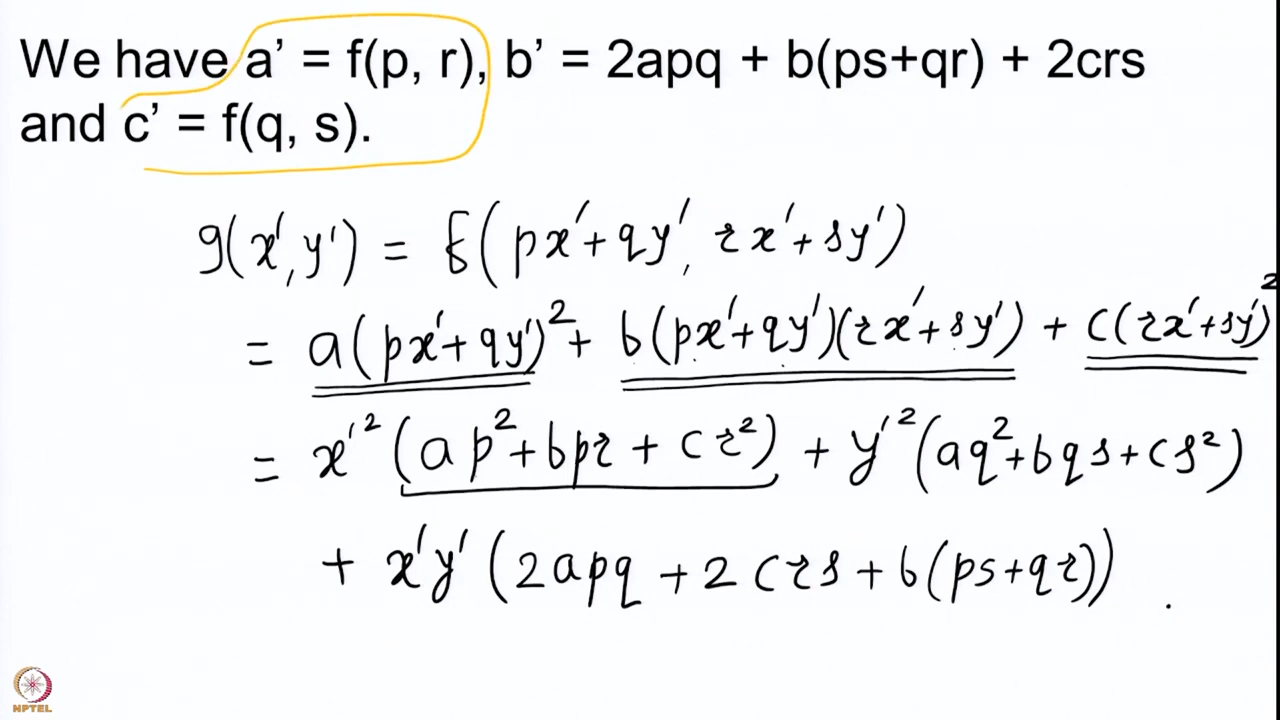 We have a’ = f(p, r), b’ = 2apq + b(ps+qr) + 2crs
and c’ = f(q, s).
g(x', y') = f(px'+qy', rx'+sy')
= a(px'+qy')² + b(px'+qy')(rx'+sy') + c(rx'+sy')²
= x'²(ap²+bpr+cr²) + y'²(aq²+bqs+cs²)
+ x'y'(2apq+2crs+b(ps+qr)) .
NPTEL